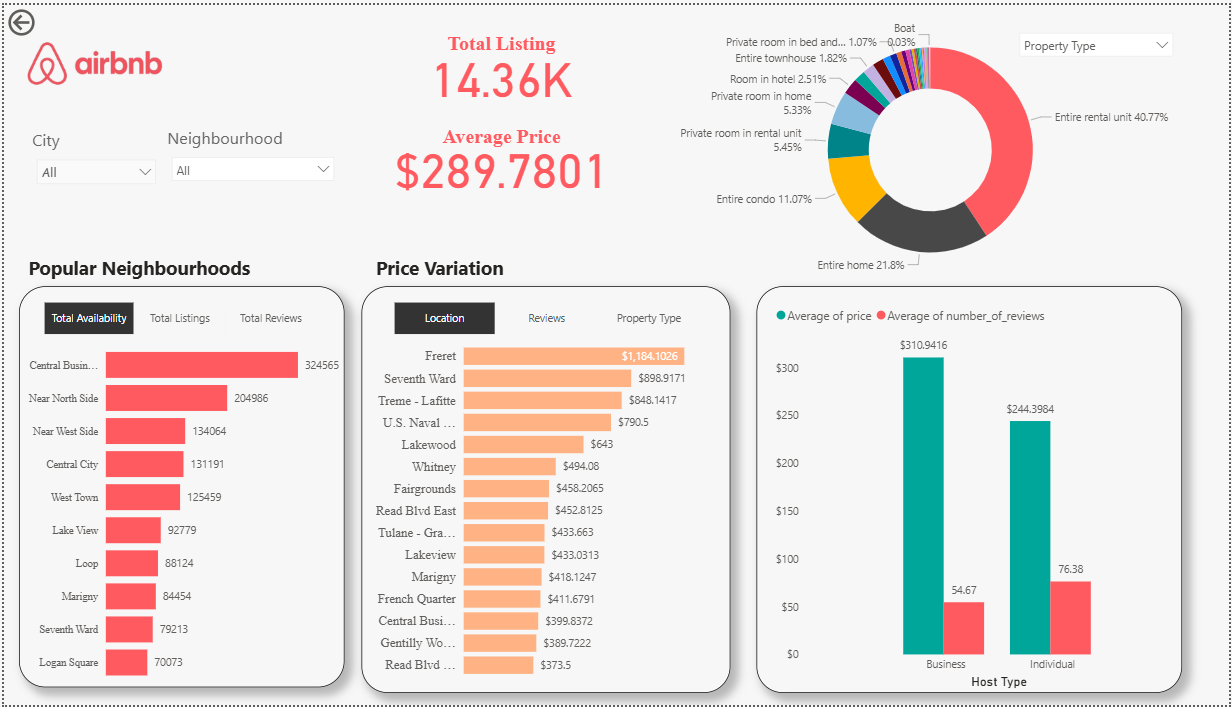 airbnb
Total Listing
14.36K
Average Price
$289.7801
City
All
Neighbourhood
All
Property Type
Boat
0.03%
Private room in bed and... 1.07%
Entire townhouse 1.82%
Room in hotel 2.51%
Private room in home
5.33%
Private room in rental unit
5.45%
Entire condo 11.07%
Entire home 21.8%
Entire rental unit 40.77%
Popular Neighbourhoods
Total Availability Total Listings Total Reviews
Central Busin... 324565
Near North Side 204986
Near West Side 134064
Central City 131191
West Town 125459
Lake View 92779
Loop 88124
Marigny 84454
Seventh Ward 79213
Logan Square 70073
Price Variation
Location Reviews Property Type
Freret $1,184.1026
Seventh Ward $898.9171
Treme - Lafitte $848.1417
U.S. Naval ... $790.5
Lakewood $643
Whitney $494.08
Fairgrounds $458.2065
Read Blvd East $452.8125
Tulane - Gra... $433.663
Lakeview $433.0313
Marigny $418.1247
French Quarter $411.6791
Central Busi... $399.8372
Gentilly Wo... $389.7222
Read Blvd ... $373.5
Average of price Average of number_of_reviews
$310.9416
$300
$250
$244.3984
$200
$150
$100
76.38
54.67
$50
$0
Business Individual
Host Type